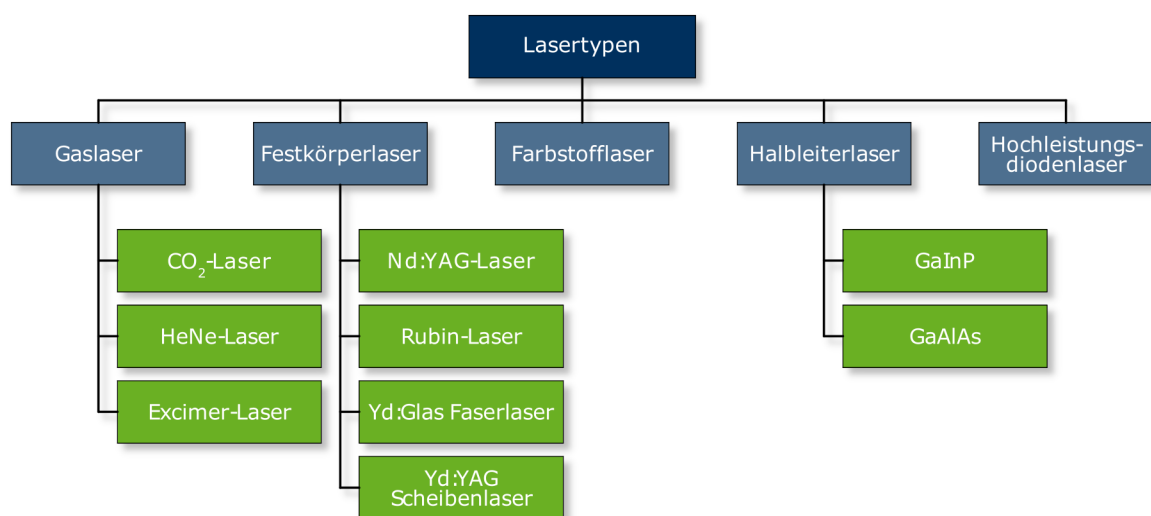 Lasertypen
Gaslaser
Festkörperlaser
Farbstofflaser
Halbleiterlaser
Hochleistungs-
diodenlaser
CO₂-Laser
HeNe-Laser
Excimer-Laser
Nd:YAG-Laser
Rubin-Laser
Yd:Glas Faserlaser
Yd:YAG
Scheibenlaser
GaInP
GaAlAs